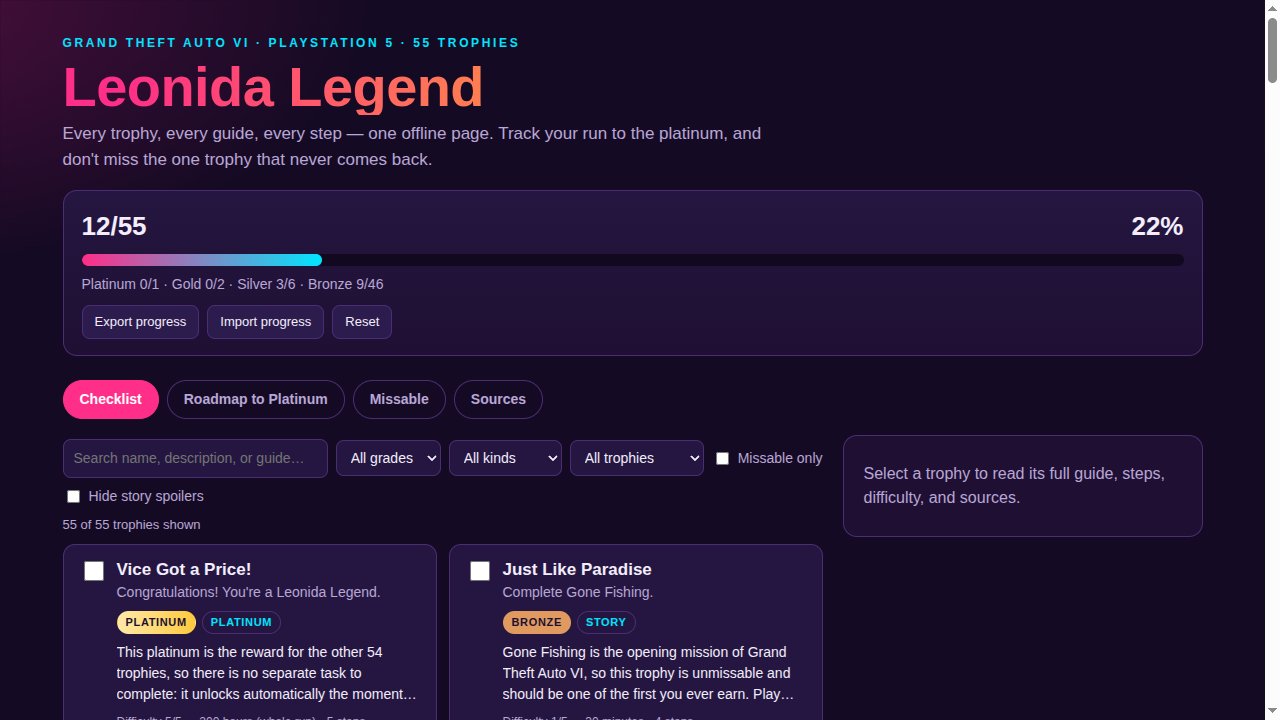 GRAND THEFT AUTO VI · PLAYSTATION 5 · 55 TROPHIES
Leonida Legend
Every trophy, every guide, every step — one offline page. Track your run to the platinum, and
don't miss the one trophy that never comes back.
12/55
22%
Platinum 0/1 · Gold 0/2 · Silver 3/6 · Bronze 9/46
Export progress
Import progress
Reset
Checklist
Roadmap to Platinum
Missable
Sources
Search name, description, or guide…
All grades
All kinds
All trophies
Missable only
Hide story spoilers
55 of 55 trophies shown
Vice Got a Price!
Congratulations! You're a Leonida Legend.
PLATINUM
PLATINUM
This platinum is the reward for the other 54
trophies, so there is no separate task to
complete: it unlocks automatically the moment…
Just Like Paradise
Complete Gone Fishing.
BRONZE
STORY
Gone Fishing is the opening mission of Grand
Theft Auto VI, so this trophy is unmissable and
should be one of the first you ever earn. Play…
Select a trophy to read its full guide, steps,
difficulty, and sources.